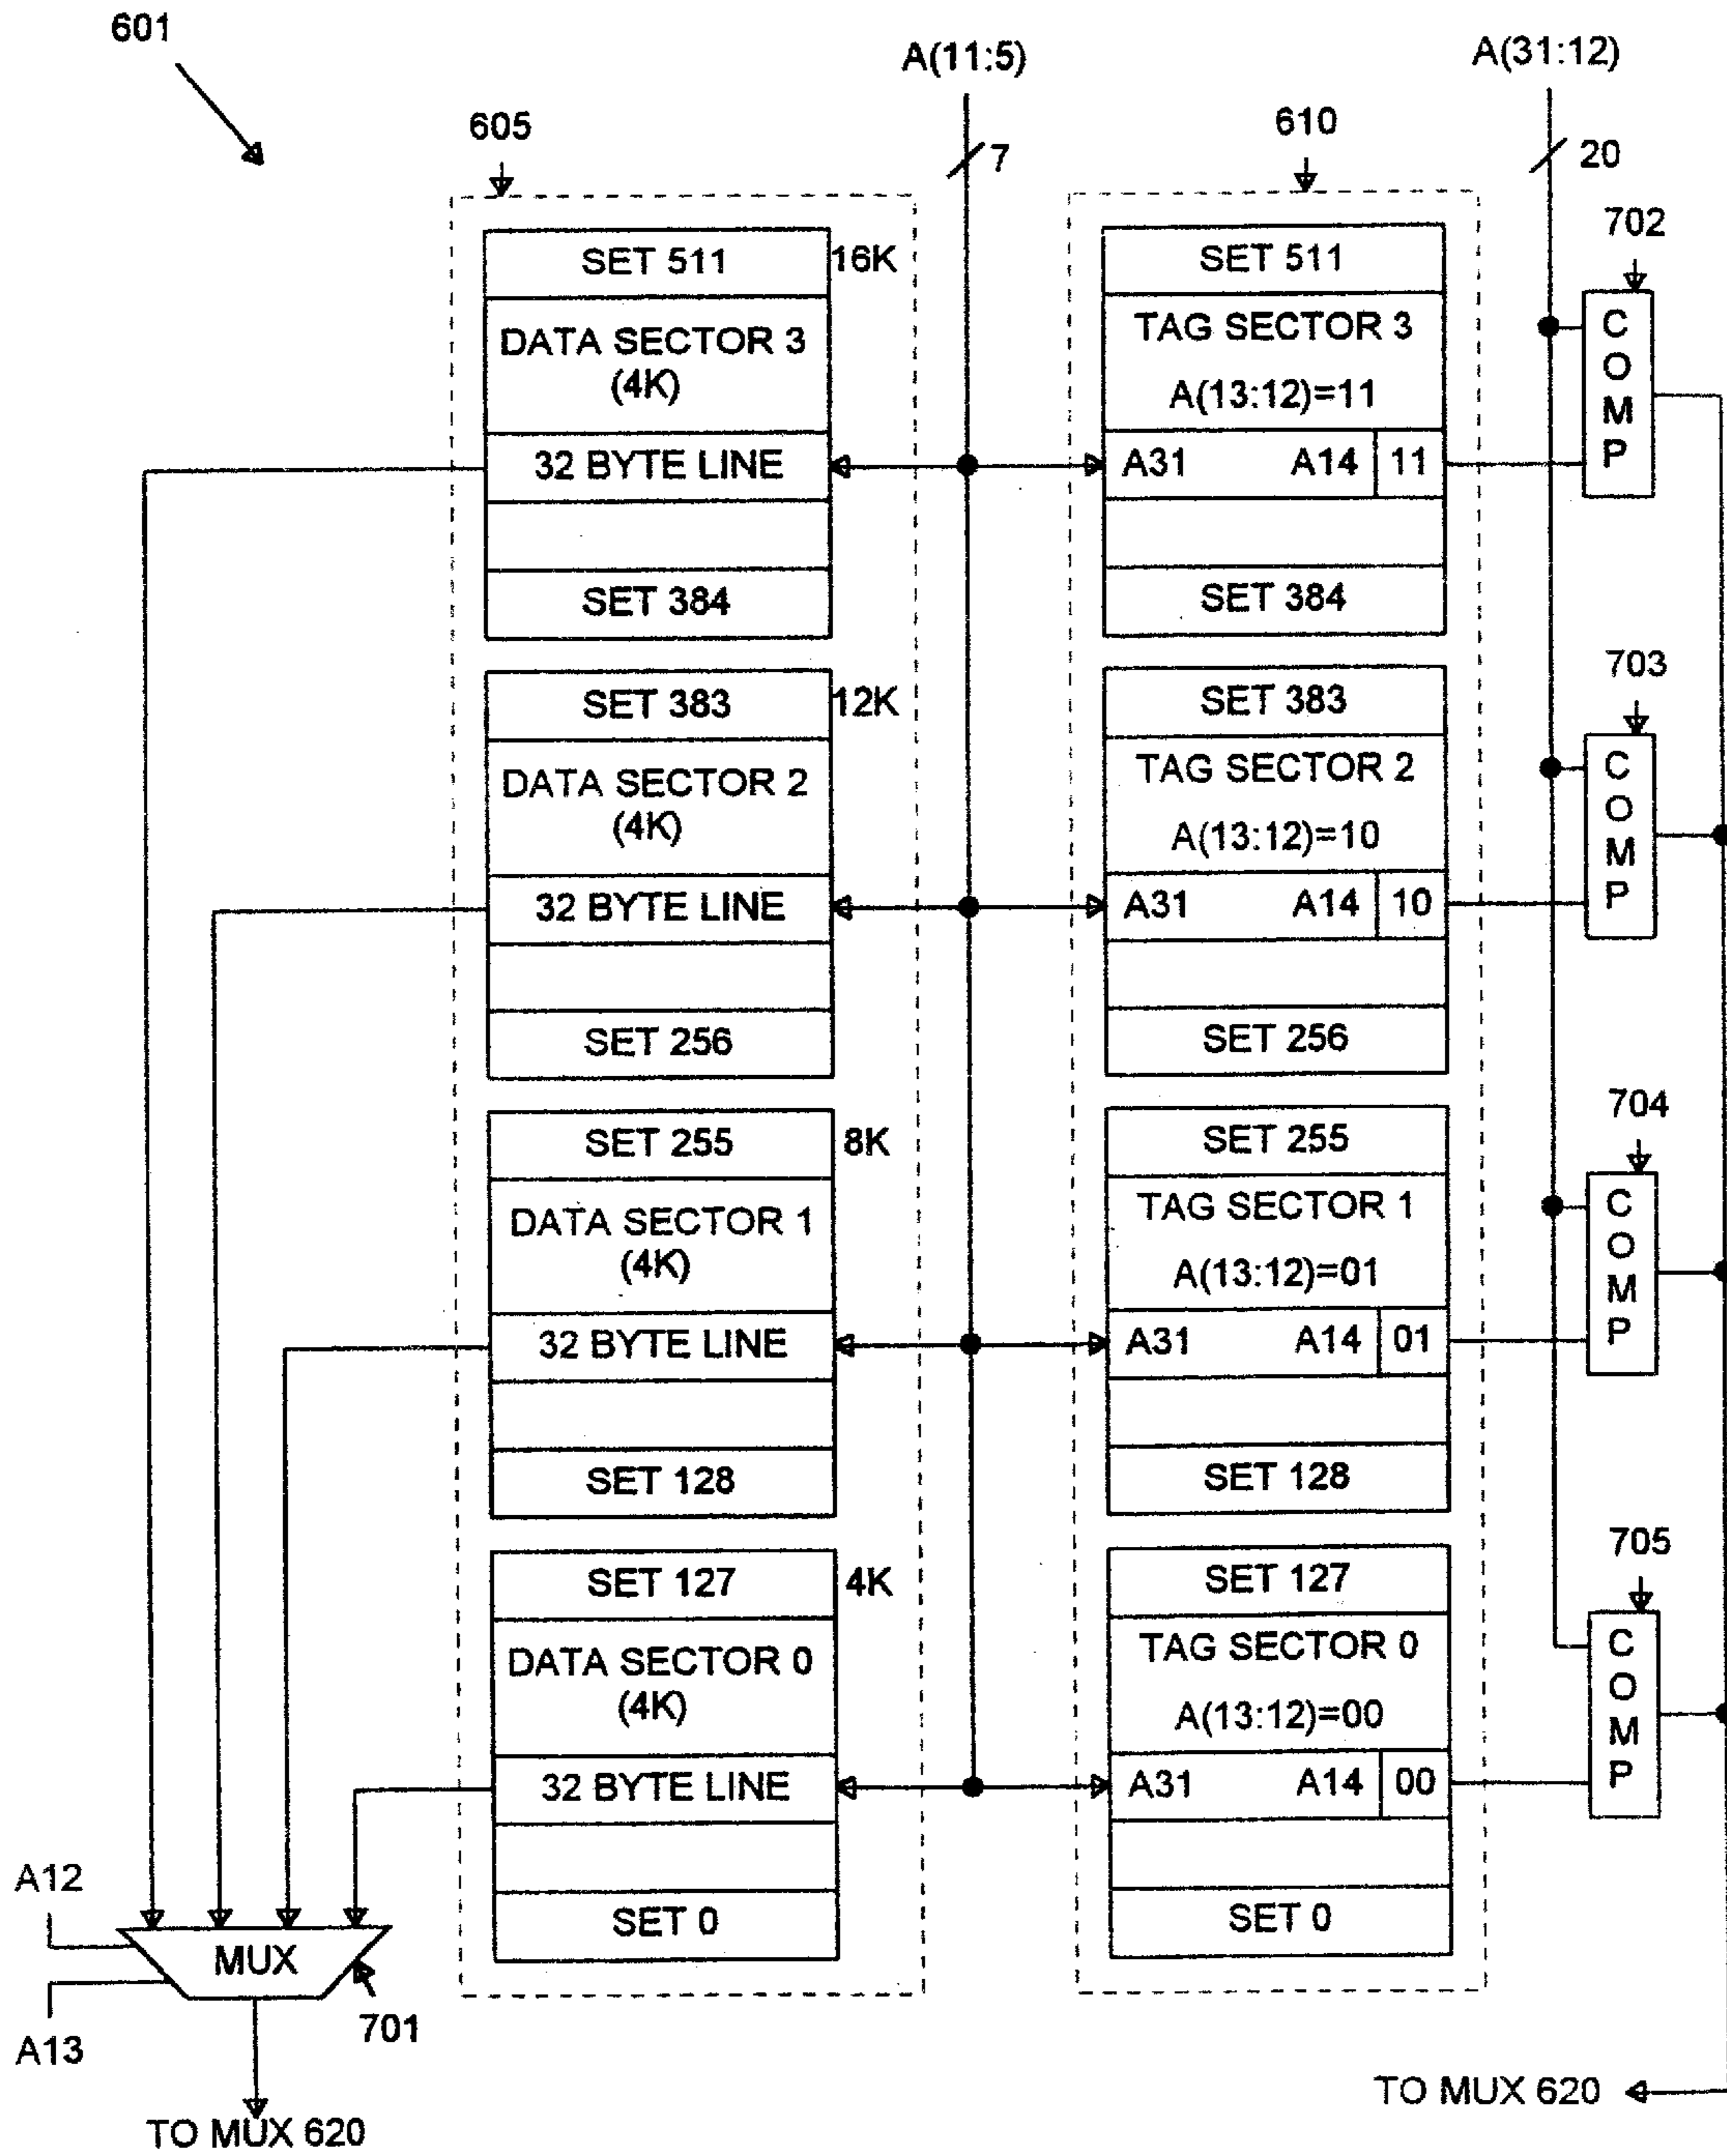 601
A(11:5)
A(31:12)
605
7
610
20
702
SET 511
16K
DATA SECTOR 3
(4K)
32 BYTE LINE
SET 384
SET 511
TAG SECTOR 3
A(13:12)=11
A31 A14 11
SET 384
C
O
M
P
703
SET 383
12K
DATA SECTOR 2
(4K)
32 BYTE LINE
SET 256
SET 383
TAG SECTOR 2
A(13:12)=10
A31 A14 10
SET 256
C
O
M
P
704
SET 255
8K
DATA SECTOR 1
(4K)
32 BYTE LINE
SET 128
SET 255
TAG SECTOR 1
A(13:12)=01
A31 A14 01
SET 128
C
O
M
P
705
SET 127
4K
DATA SECTOR 0
(4K)
32 BYTE LINE
SET 0
SET 127
TAG SECTOR 0
A(13:12)=00
A31 A14 00
SET 0
C
O
M
P
A12
MUX
A13
701
TO MUX 620
TO MUX 620